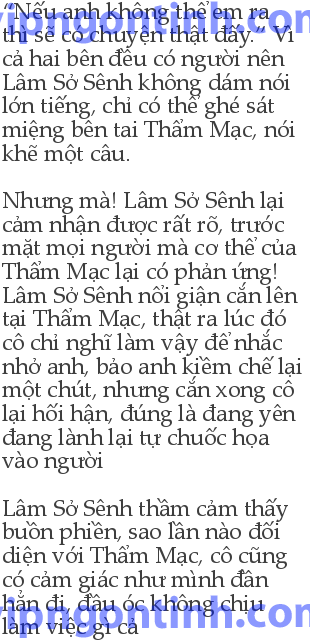 “Nếu anh không thể em ra
thì sẽ có chuyện thật đấy.” Vì
cả hai bên đều có người nên
Lâm Sở Sênh không dám nói
lớn tiếng, chỉ có thể ghé sát
miệng bên tai Thẩm Mạc, nói
khẽ một câu.
Nhưng mà! Lâm Sở Sênh lại
cảm nhận được rất rõ, trước
mặt mọi người mà cơ thể của
Thẩm Mạc lại có phản ứng!
Lâm Sở Sênh nổi giận cắn lên
tại Thẩm Mạc, thật ra lúc đó
cô chỉ nghĩ làm vậy để nhắc
nhở anh, bảo anh kiềm chế lại
một chút, nhưng cắn xong cô
lại hối hận, đúng là đang yên
đang lành lại tự chuốc họa
vào người
Lâm Sở Sênh thầm cảm thấy
buồn phiền, sao lần nào đối
diện với Thẩm Mạc, cô cũng
có cảm giác như mình đần
hẳn đi, đầu óc không chịu
làm việc gì cả